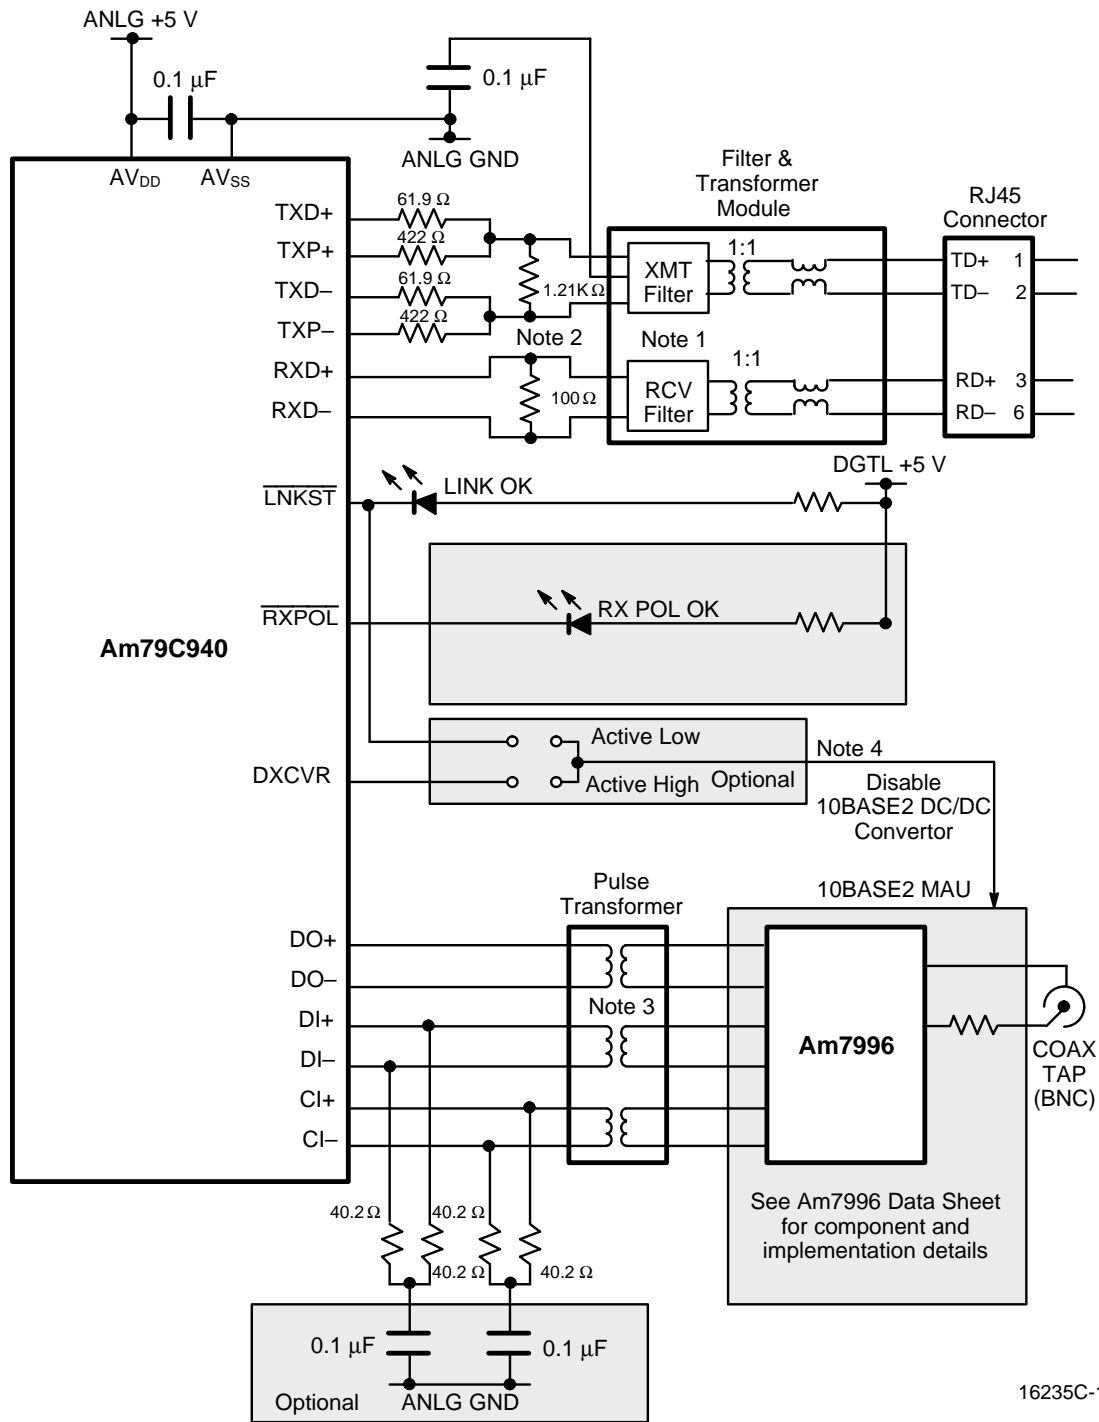 ANLG +5 V
0.1 μF
0.1 μF
ANLG GND
AVDD
AVSS
Filter &
Transformer
Module
RJ45
Connector
TXD+
61.9 Ω
TXP+
422 Ω
TXD–
61.9 Ω
TXP–
422 Ω
1.21K Ω
XMT
Filter
1:1
TD+ 1
TD– 2
Note 2
Note 1
1:1
RXD+
RXD–
100 Ω
RCV
Filter
RD+ 3
RD– 6
DGTL +5 V
LNKST
LINK OK
RXPOL
RX POL OK
Am79C940
Active Low
DXCVR
Active High
Optional
Note 4
Disable
10BASE2 DC/DC
Convertor
Pulse
Transformer
10BASE2 MAU
DO+
DO–
DI+
DI–
CI+
CI–
Note 3
Am7996
COAX
TAP
(BNC)
See Am7996 Data Sheet
for component and
implementation details
40.2 Ω
40.2 Ω
40.2 Ω
40.2 Ω
0.1 μF
0.1 μF
Optional
ANLG GND